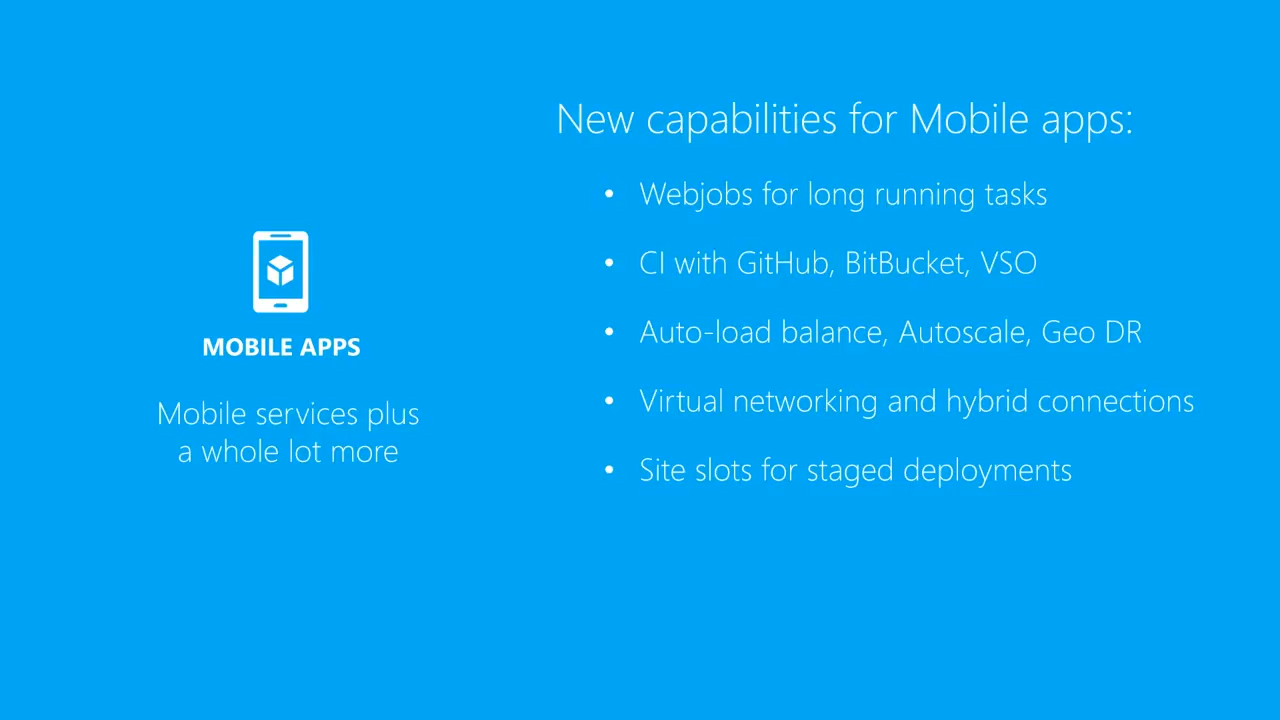 MOBILE APPS
Mobile services plus
a whole lot more
New capabilities for Mobile apps:
• Webjobs for long running tasks
• CI with GitHub, BitBucket, VSO
• Auto-load balance, Autoscale, Geo DR
• Virtual networking and hybrid connections
• Site slots for staged deployments